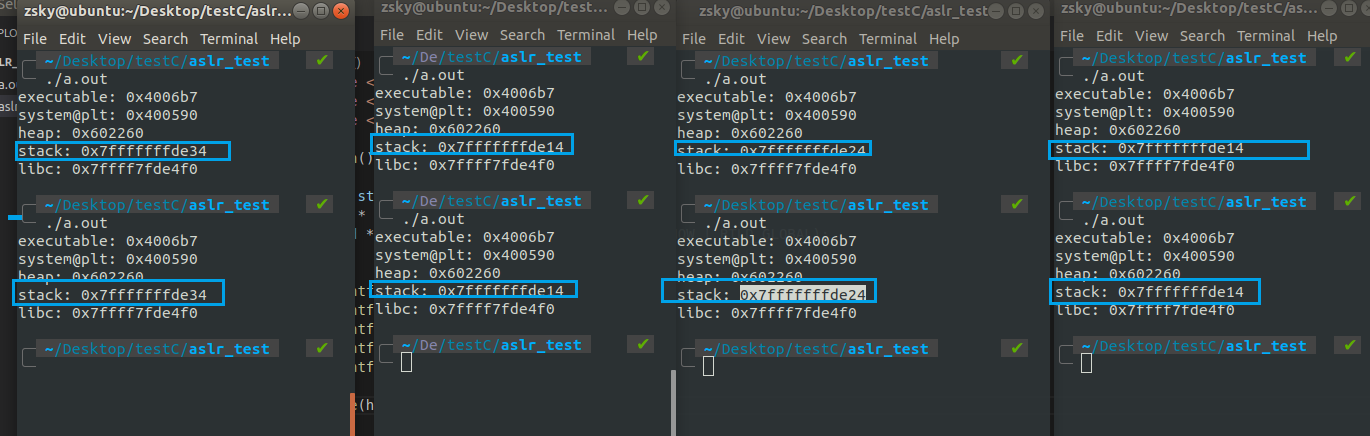 zsky@ubuntu:~/Desktop/testC/aslr...
File Edit View Search Terminal Help
~/Desktop/testC/aslr_test ✔
./a.out
executable: 0x4006b7
system@plt: 0x400590
heap: 0x602260
stack: 0x7fffffffde34
libc: 0x7ffff7fde4f0
~/Desktop/testC/aslr_test ✔
./a.out
executable: 0x4006b7
system@plt: 0x400590
heap: 0x602260
stack: 0x7fffffffde34
libc: 0x7ffff7fde4f0
~/Desktop/testC/aslr_test ✔
zsky@ubuntu:~/Desktop/test...
File Edit View Search Terminal Help
~/De/testC/aslr_test ✔
./a.out
executable: 0x4006b7
system@plt: 0x400590
heap: 0x602260
stack: 0x7fffffffde14
libc: 0x7ffff7fde4f0
~/De/testC/aslr_test ✔
./a.out
executable: 0x4006b7
system@plt: 0x400590
heap: 0x602260
stack: 0x7fffffffde14
libc: 0x7ffff7fde4f0
~/De/testC/aslr_test ✔
zsky@ubuntu:~/Desktop/testC/aslr_test
File Edit View Search Terminal Help
~/Desktop/testC/aslr_test ✔
./a.out
executable: 0x4006b7
system@plt: 0x400590
heap: 0x602260
stack: 0x7fffffffde24
libc: 0x7ffff7fde4f0
~/Desktop/testC/aslr_test ✔
./a.out
executable: 0x4006b7
system@plt: 0x400590
heap: 0x602260
stack: 0x7fffffffde24
libc: 0x7ffff7fde4f0
~/Desktop/testC/aslr_test ✔
zsky@ubuntu:~/Desktop/testC/as...
File Edit View Search Terminal Help
~/Desktop/testC/aslr_test ✔
./a.out
executable: 0x4006b7
system@plt: 0x400590
heap: 0x602260
stack: 0x7fffffffde14
libc: 0x7ffff7fde4f0
~/Desktop/testC/aslr_test ✔
./a.out
executable: 0x4006b7
system@plt: 0x400590
heap: 0x602260
stack: 0x7fffffffde14
libc: 0x7ffff7fde4f0
~/Desktop/testC/aslr_test ✔